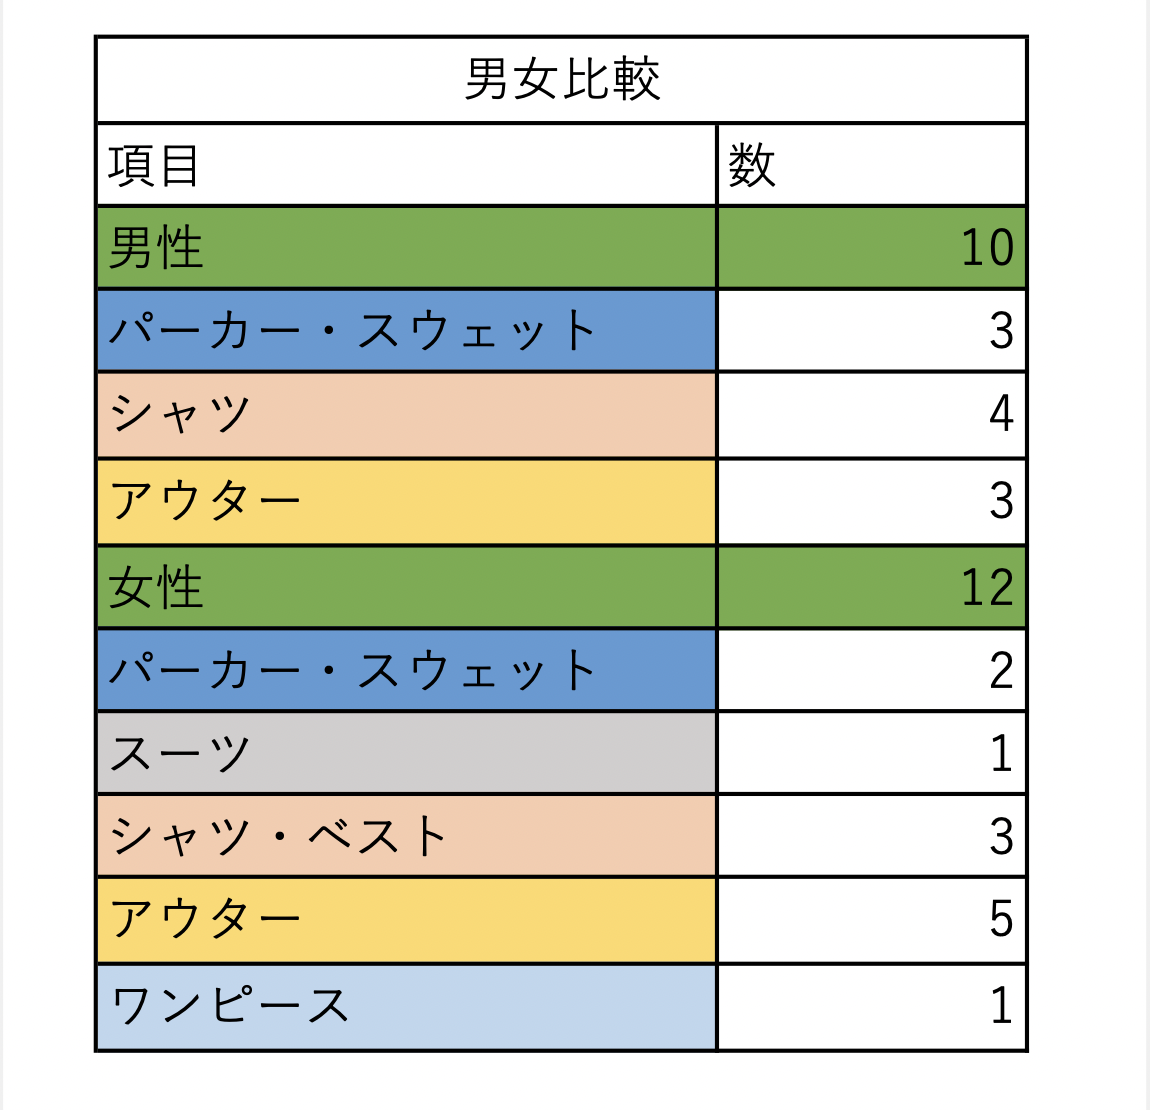 男女比較
項目 数
男性 10
パーカー・スウェット 3
シャツ 4
アウター 3
女性 12
パーカー・スウェット 2
スーツ 1
シャツ・ベスト 3
アウター 5
ワンピース 1